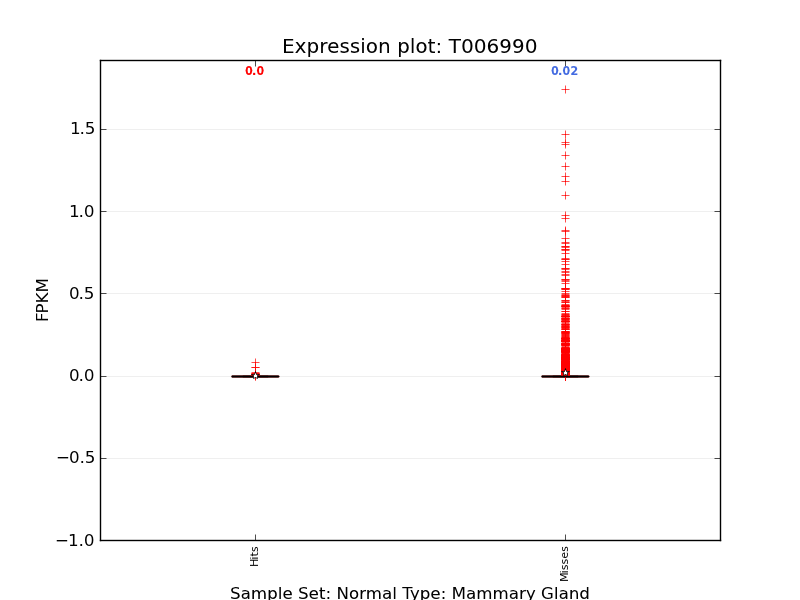 Expression plot: T006990
0.0
0.02
1.5
1.0
0.5
0.0
−0.5
−1.0
FPKM
Hits
Misses
Sample Set: Normal Type: Mammary Gland